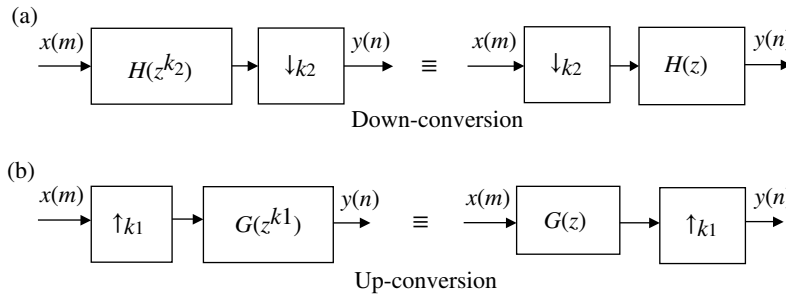 (a)
x(m) H(z^k2) ↓k2 y(n) ≡ x(m) ↓k2 H(z) y(n)
Down-conversion
(b)
x(m) ↑k1 G(z^k1) y(n) ≡ x(m) G(z) ↑k1 y(n)
Up-conversion